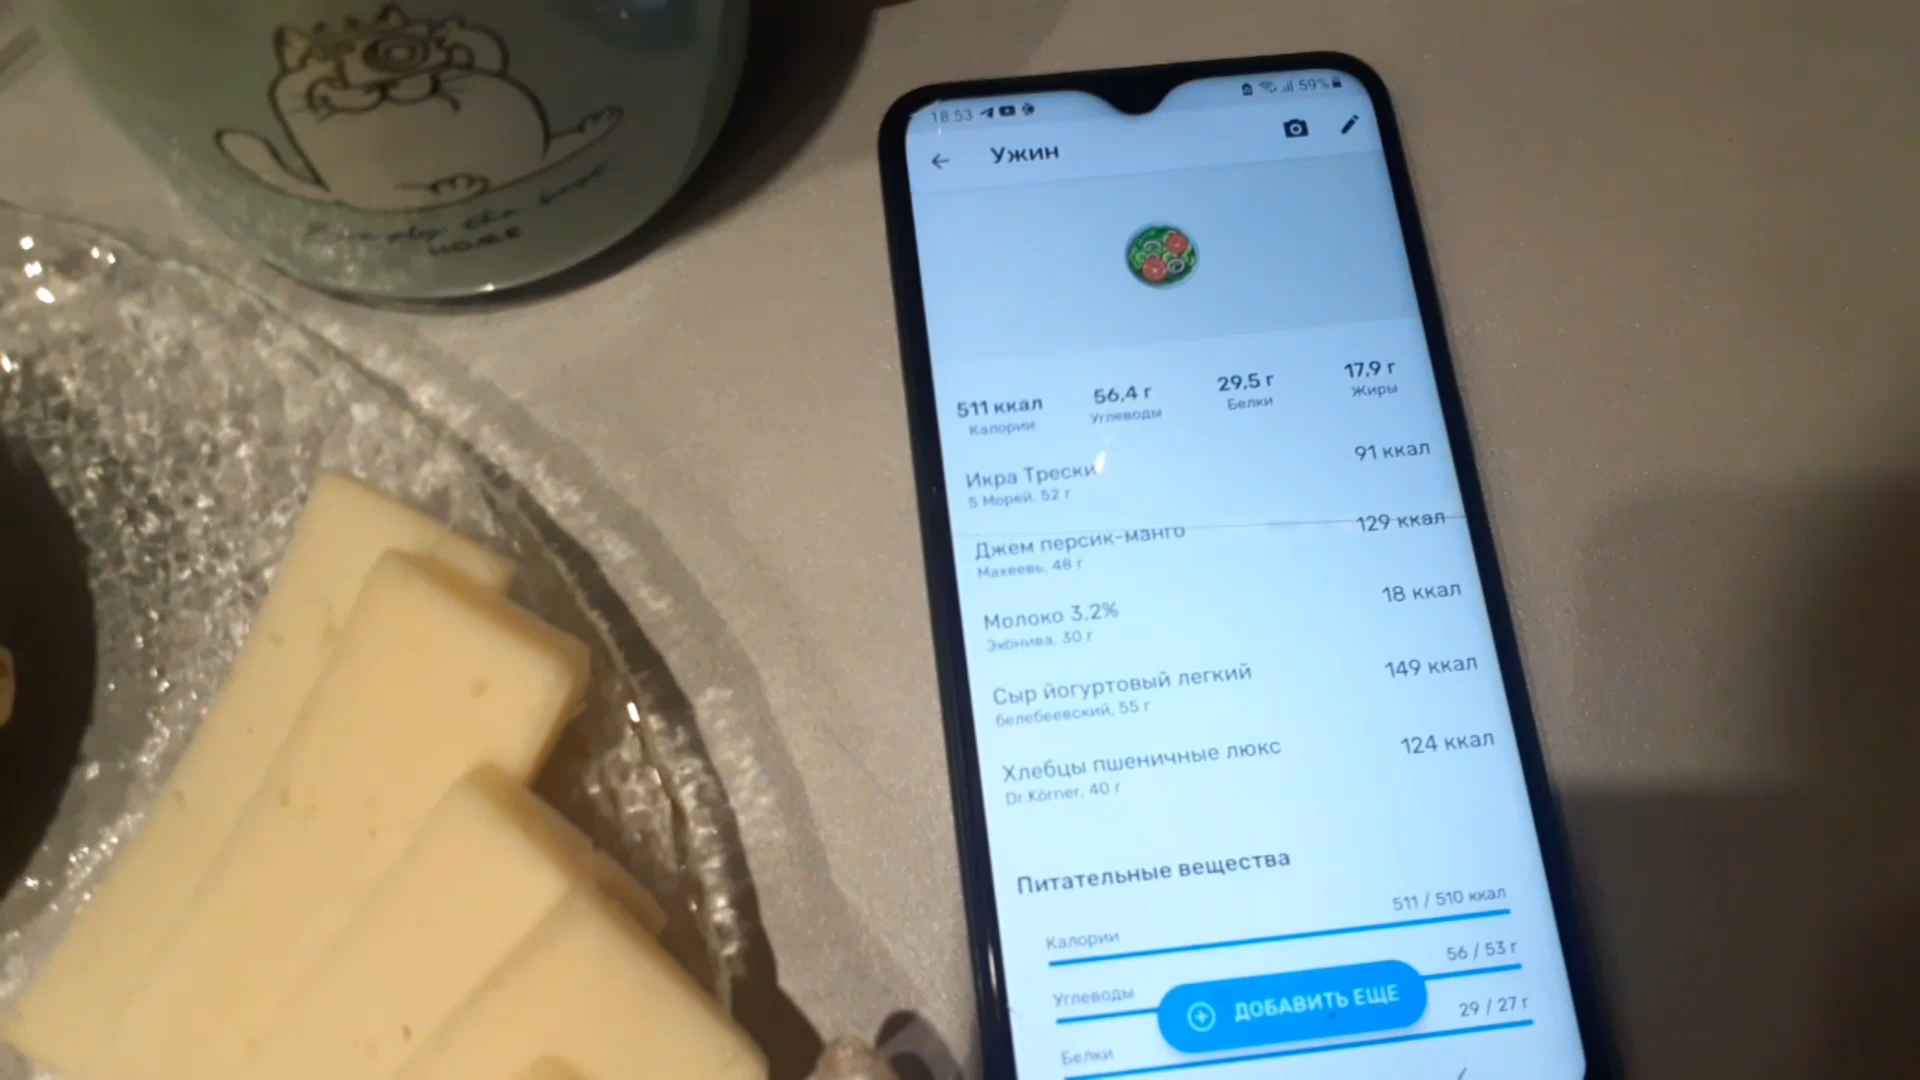 the
HOME
18:53
59%
Ужин
511 ккал
Калории
56,4 г
Углеводы
29,5 г
Белки
17,9 г
Жиры
Икра Трески
91 ккал
5 Морей, 52 г
Джем персик-манго
129 ккал
Махеевъ, 48 г
Молоко 3,2%
18 ккал
Эконива, 30 г
Сыр йогуртовый легкий
149 ккал
белебеевский, 55 г
Хлебцы пшеничные люкс
124 ккал
Dr.Körner, 40 г
Питательные вещества
Калории
511 / 510 ккал
Углеводы
56 / 53 г
ДОБАВИТЬ ЕЩЕ
Белки
29 / 27 г